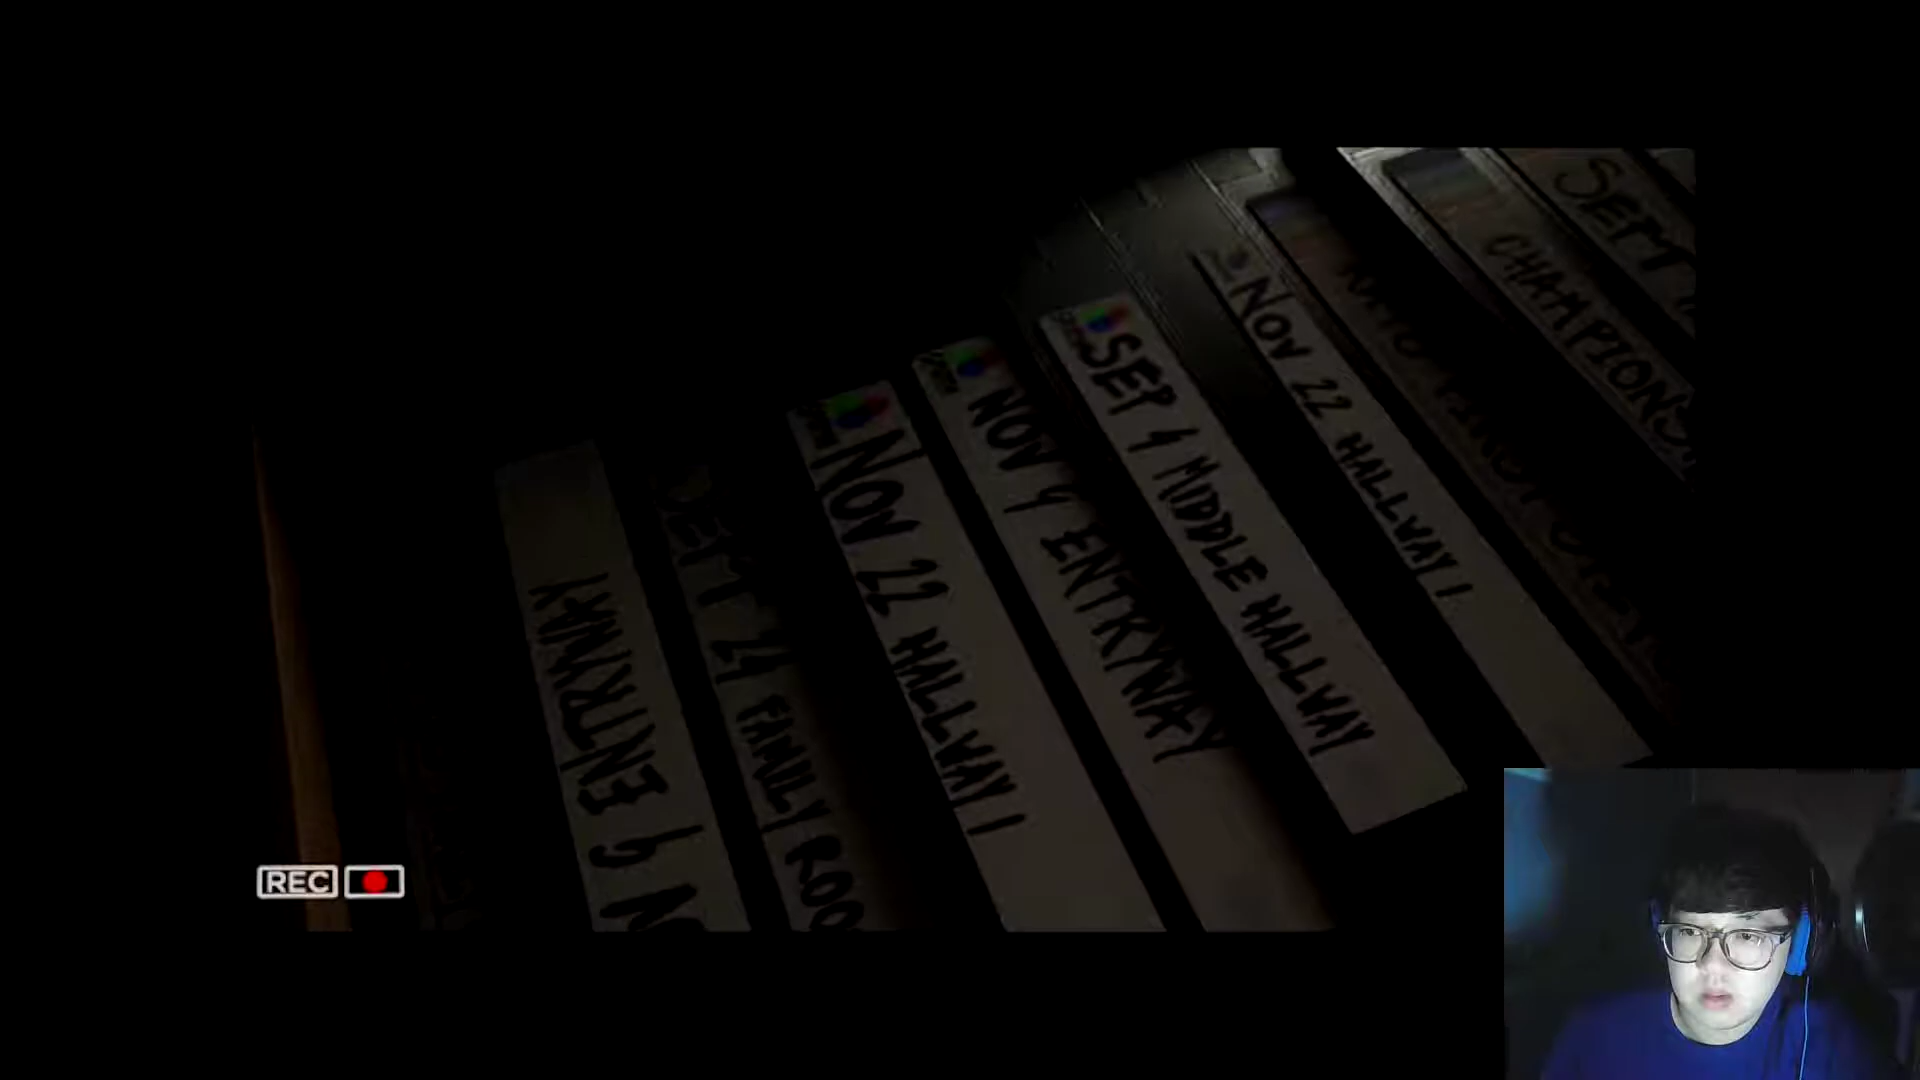 ENTRYWAY
SEPT 24 FAMILY ROO
NOV 22 HALLWAY 1
NOV 9 ENTRYWAY
SEP 4 MIDDLE HALLWAY
NOV 22 HALLWAY 1
CHAMPIONS
SEPT
REC